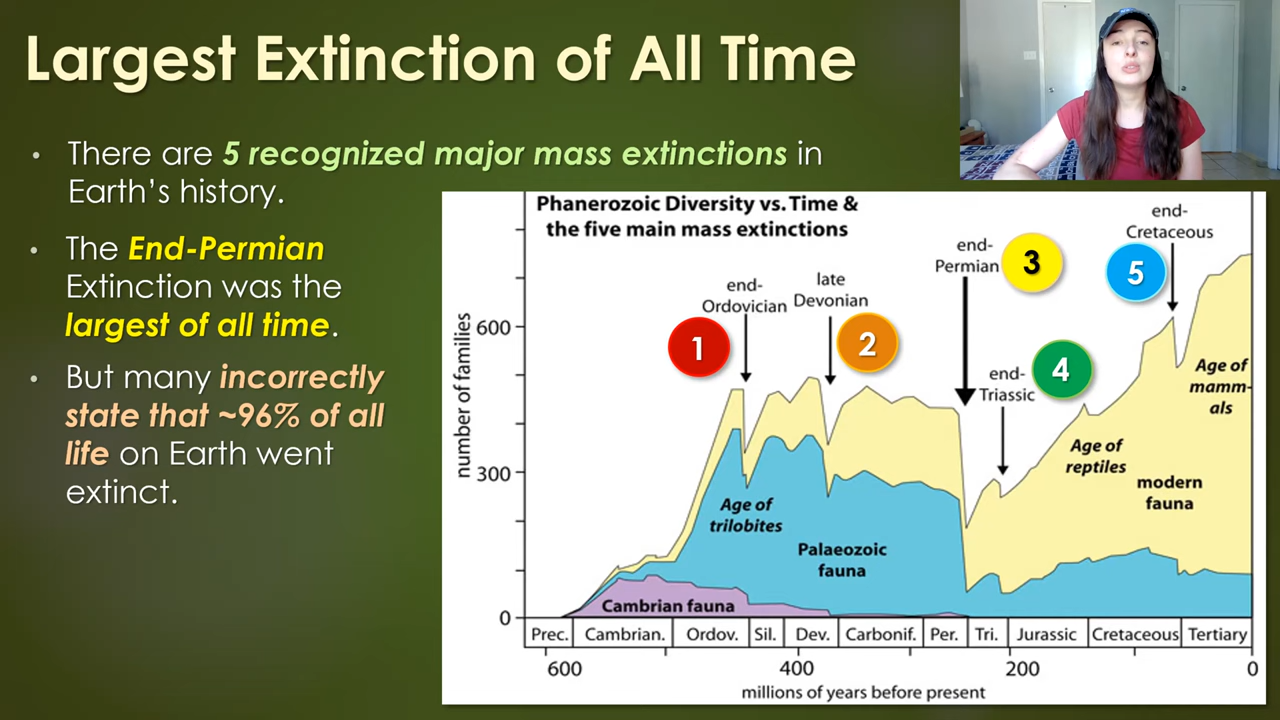 Largest Extinction of All Time
• There are 5 recognized major mass extinctions in
Earth's history.
• The End-Permian
Extinction was the
largest of all time.
• But many incorrectly
state that ~96% of all
life on Earth went
extinct.
Phanerozoic Diversity vs. Time &
the five main mass extinctions
number of families
600
300
0
end-
Ordovician
1
late
Devonian
2
end-
Permian
3
end-
Triassic
4
end-
Cretaceous
5
Age of
trilobites
Palaeozoic
fauna
Cambrian fauna
Age of
reptiles
modern
fauna
Age of
mamm-
als
Prec. Cambrian. Ordov. Sil. Dev. Carbonif. Per. Tri. Jurassic Cretaceous Tertiary
600 400 200 0
millions of years before present